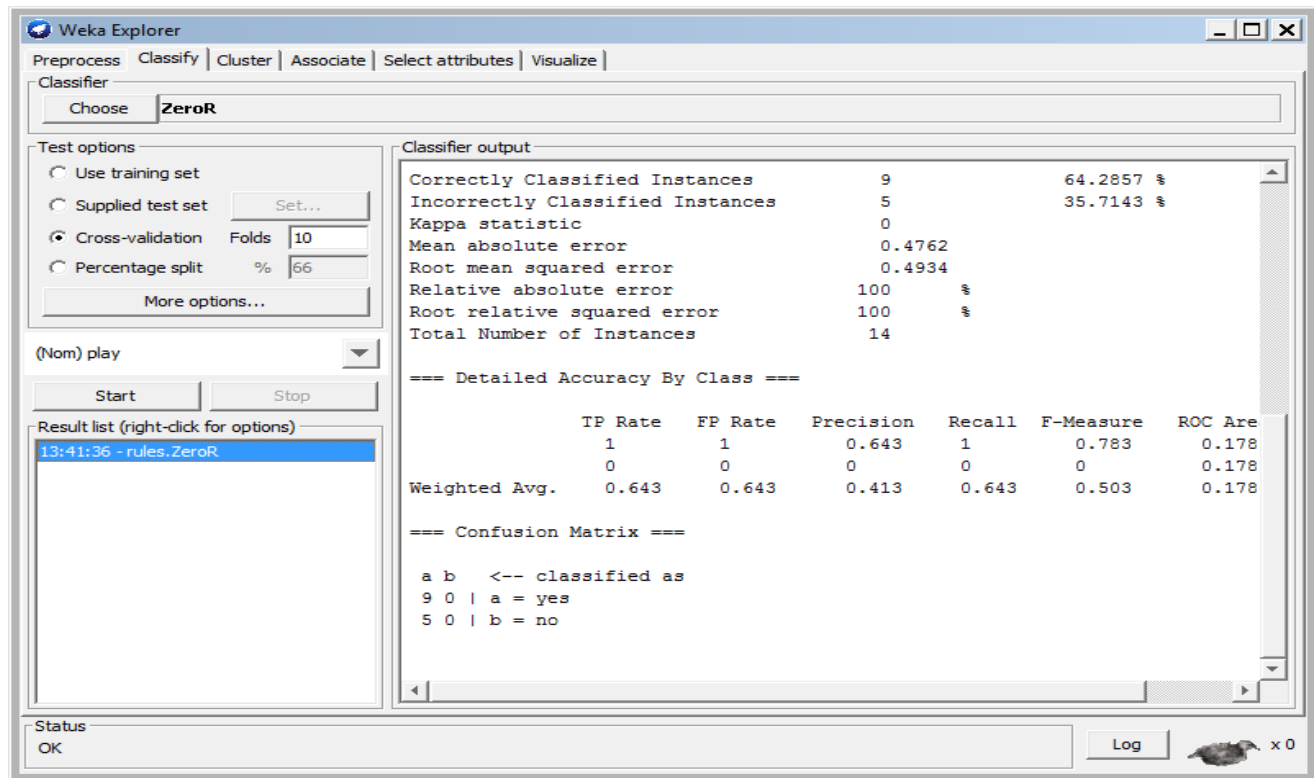 Weka Explorer
Preprocess Classify Cluster Associate Select attributes Visualize
Classifier
Choose ZeroR
Test options
Use training set
Supplied test set Set...
Cross-validation Folds 10
Percentage split % 66
More options...
(Nom) play
Start Stop
Result list (right-click for options)
13:41:36 - rules.ZeroR
Classifier output
Correctly Classified Instances 9 64.2857 %
Incorrectly Classified Instances 5 35.7143 %
Kappa statistic 0
Mean absolute error 0.4762
Root mean squared error 0.4934
Relative absolute error 100 %
Root relative squared error 100 %
Total Number of Instances 14
=== Detailed Accuracy By Class ===
TP Rate FP Rate Precision Recall F-Measure ROC Are
1 1 0.643 1 0.783 0.178
0 0 0 0 0 0.178
Weighted Avg. 0.643 0.643 0.413 0.643 0.503 0.178
=== Confusion Matrix ===
a b <-- classified as
9 0 | a = yes
5 0 | b = no
Status
OK
Log x 0